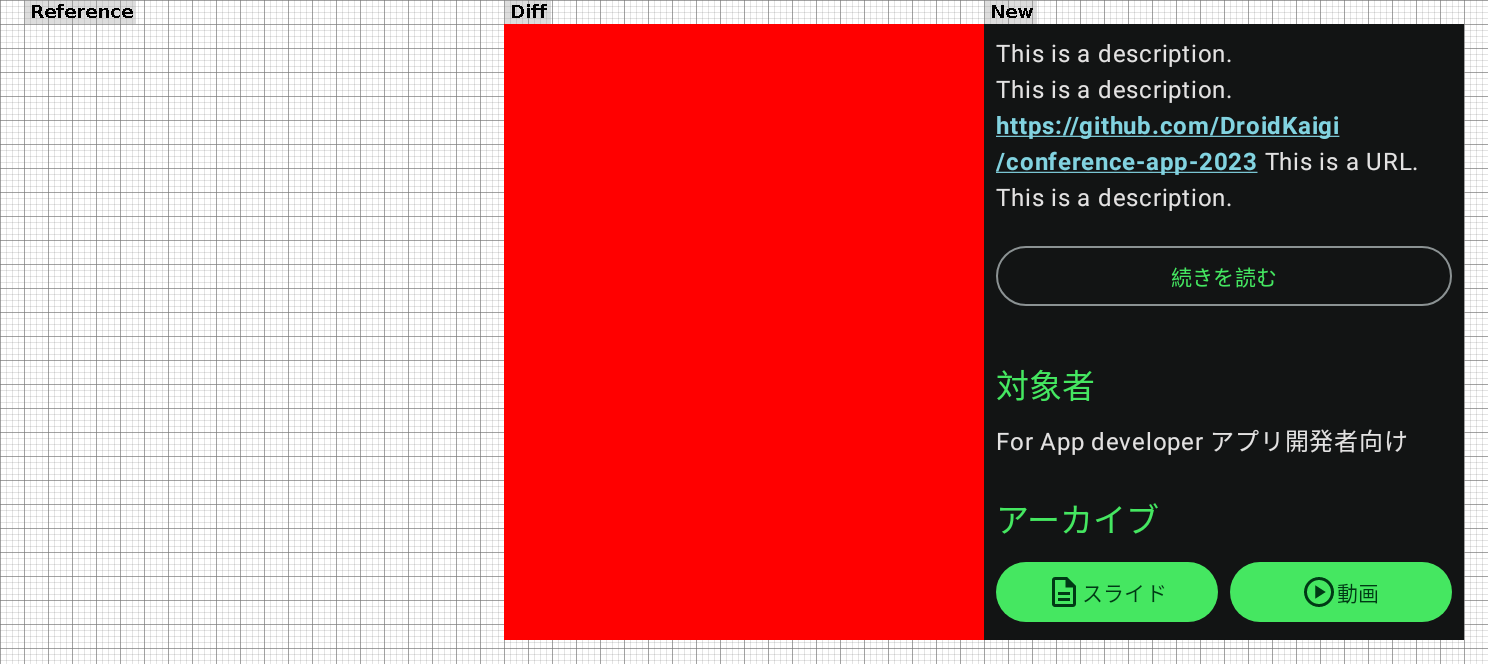 Reference
Diff
New
This is a description.
This is a description.
https://github.com/DroidKaigi
/conference-app-2023 This is a URL.
This is a description.
続きを読む
対象者
For App developer アプリ開発者向け
アーカイブ
スライド
動画